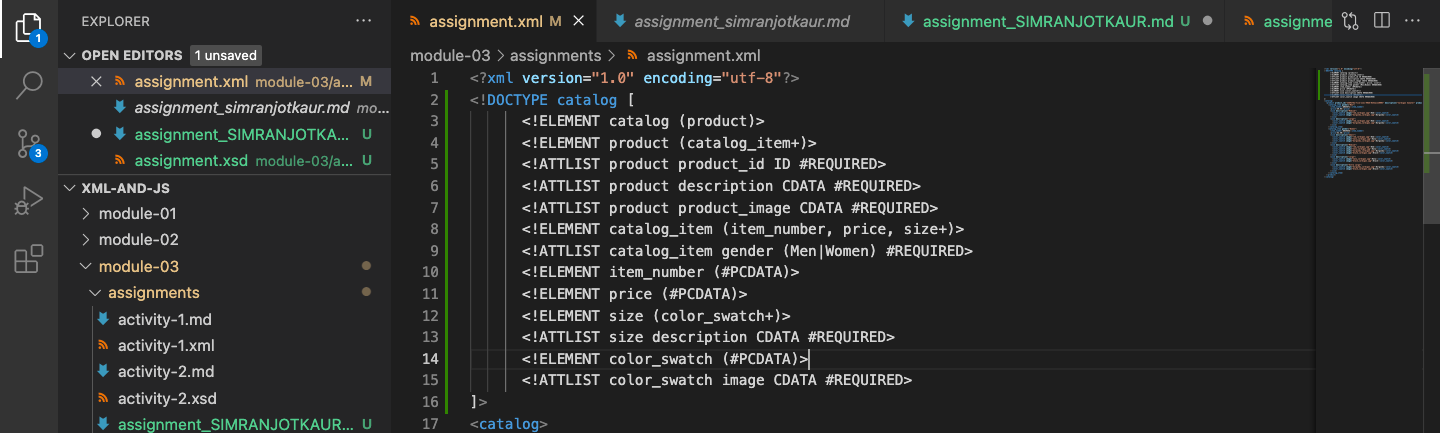 EXPLORER
OPEN EDITORS 1 unsaved
assignment.xml module-03/a... M
assignment_simranjotkaur.md mo...
assignment_SIMRANJOTKA... U
assignment.xsd module-03/a... U
XML-AND-JS
module-01
module-02
module-03
assignments
activity-1.md
activity-1.xml
activity-2.md
activity-2.xsd
assignment_SIMRANJOTKAUR... U
1
3
assignment.xml M
assignment_simranjotkaur.md
assignment_SIMRANJOTKAUR.md U
assignme
module-03 > assignments > assignment.xml
1 <?xml version="1.0" encoding="utf-8"?>
2 <!DOCTYPE catalog [
3 <!ELEMENT catalog (product)>
4 <!ELEMENT product (catalog_item+)>
5 <!ATTLIST product product_id ID #REQUIRED>
6 <!ATTLIST product description CDATA #REQUIRED>
7 <!ATTLIST product product_image CDATA #REQUIRED>
8 <!ELEMENT catalog_item (item_number, price, size+)>
9 <!ATTLIST catalog_item gender (Men|Women) #REQUIRED>
10 <!ELEMENT item_number (#PCDATA)>
11 <!ELEMENT price (#PCDATA)>
12 <!ELEMENT size (color_swatch+)>
13 <!ATTLIST size description CDATA #REQUIRED>
14 <!ELEMENT color_swatch (#PCDATA)>
15 <!ATTLIST color_swatch image CDATA #REQUIRED>
16 ]>
17 <catalog>